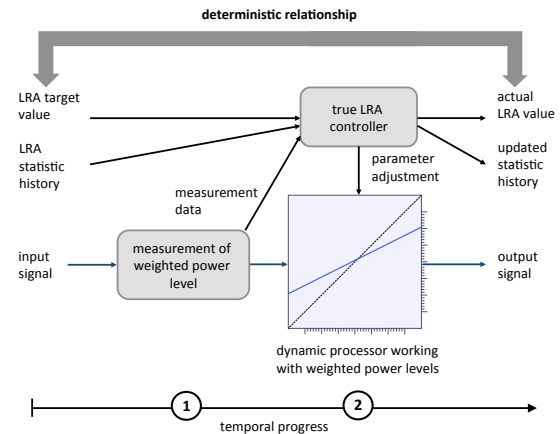 deterministic relationship
LRA target
value
LRA
statistic
history
true LRA
controller
actual
LRA value
updated
statistic
history
parameter
adjustment
measurement
data
input
signal
measurement of
weighted power
level
output
signal
dynamic processor working
with weighted power levels
1
2
temporal progress